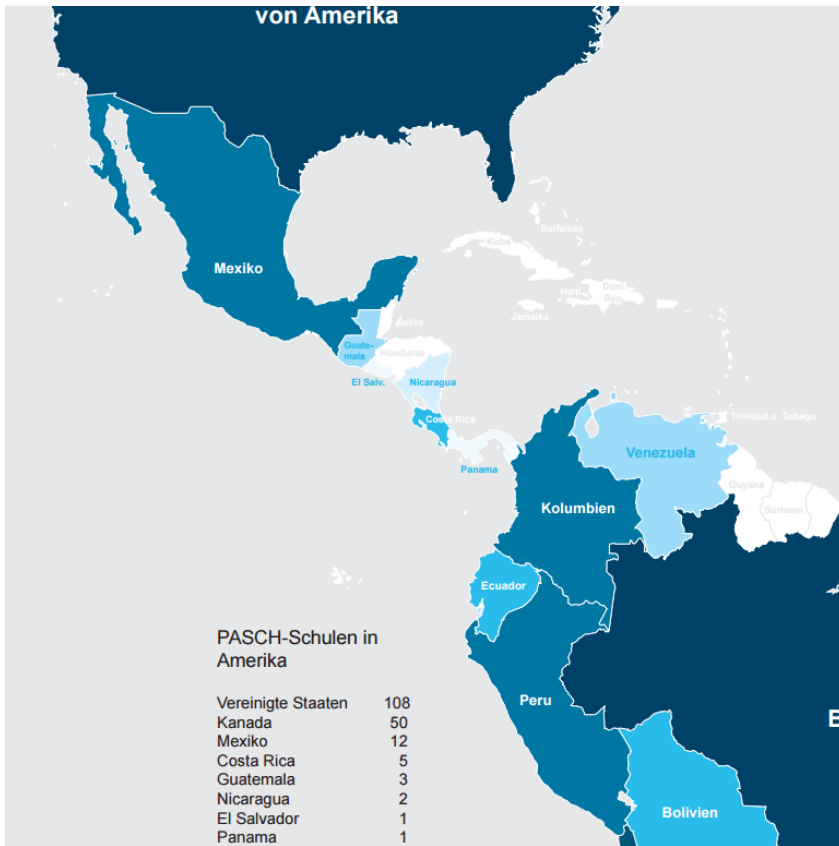 von Amerika
Bahamas
Kuba
Mexiko
Haiti
Dom.
Rep.
Jamaika
Belize
Guate-
mala
Honduras
El Salv.
Nicaragua
Costa Rica
Trinidad u. Tobago
Venezuela
Panama
Guyana
Kolumbien
Surinam
Ecuador
PASCH-Schulen in
Amerika
Peru
Vereinigte Staaten 108
Kanada 50
Mexiko 12
Costa Rica 5
Guatemala 3
Nicaragua 2
El Salvador 1
Panama 1
Bolivien